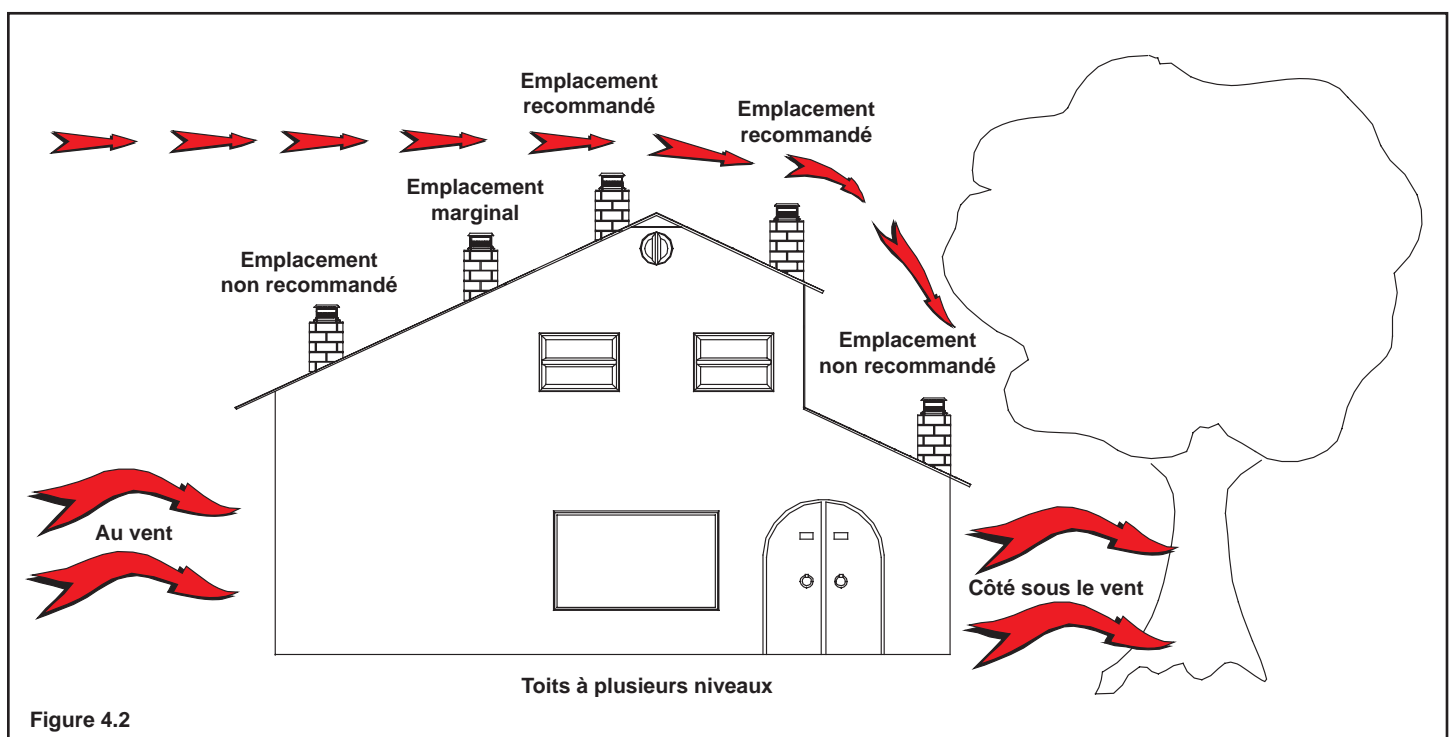 Emplacement
recommandé
Emplacement
recommandé
Emplacement
marginal
Emplacement
non recommandé
Emplacement
non recommandé
Au vent
Côté sous le vent
Toits à plusieurs niveaux
Figure 4.2